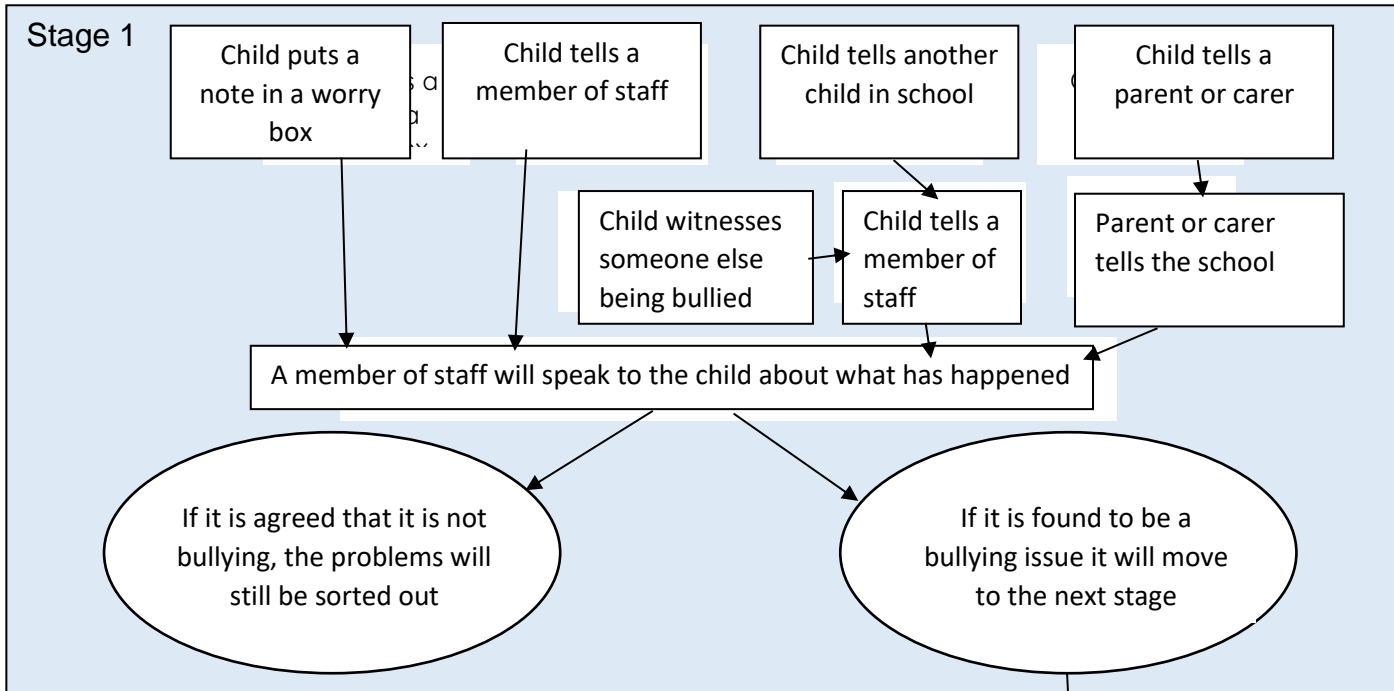 Stage 1
Child puts a
note in a worry
box
Child tells a
member of staff
Child tells another
child in school
Child tells a
parent or carer
Child witnesses
someone else
being bullied
Child tells a
member of
staff
Parent or carer
tells the school
A member of staff will speak to the child about what has happened
If it is agreed that it is not
bullying, the problems will
still be sorted out
If it is found to be a
bullying issue it will move
to the next stage